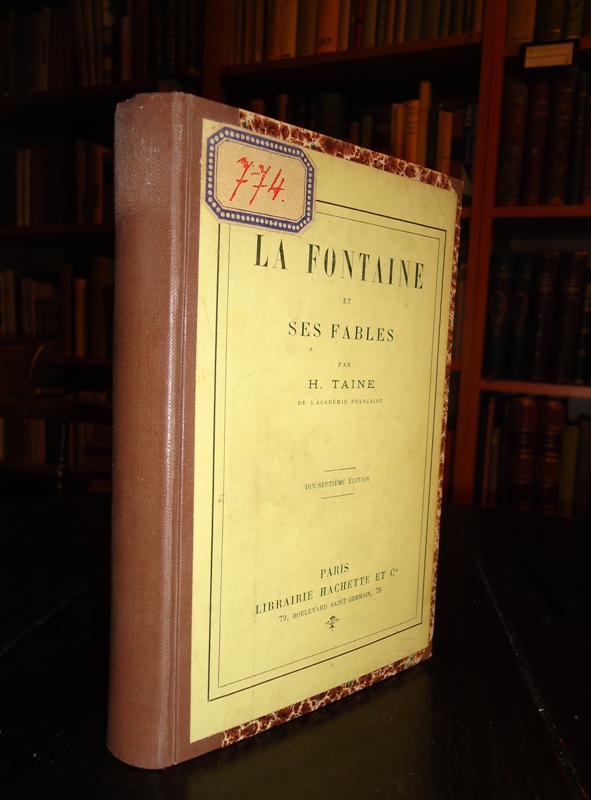 774.
LA FONTAINE
ET
SES FABLES
PAR
H. TAINE
DE L'ACADÉMIE FRANÇAISE
DIX-SEPTIÈME ÉDITION
PARIS
LIBRAIRIE HACHETTE ET Cie
79, BOULEVARD SAINT-GERMAIN, 79